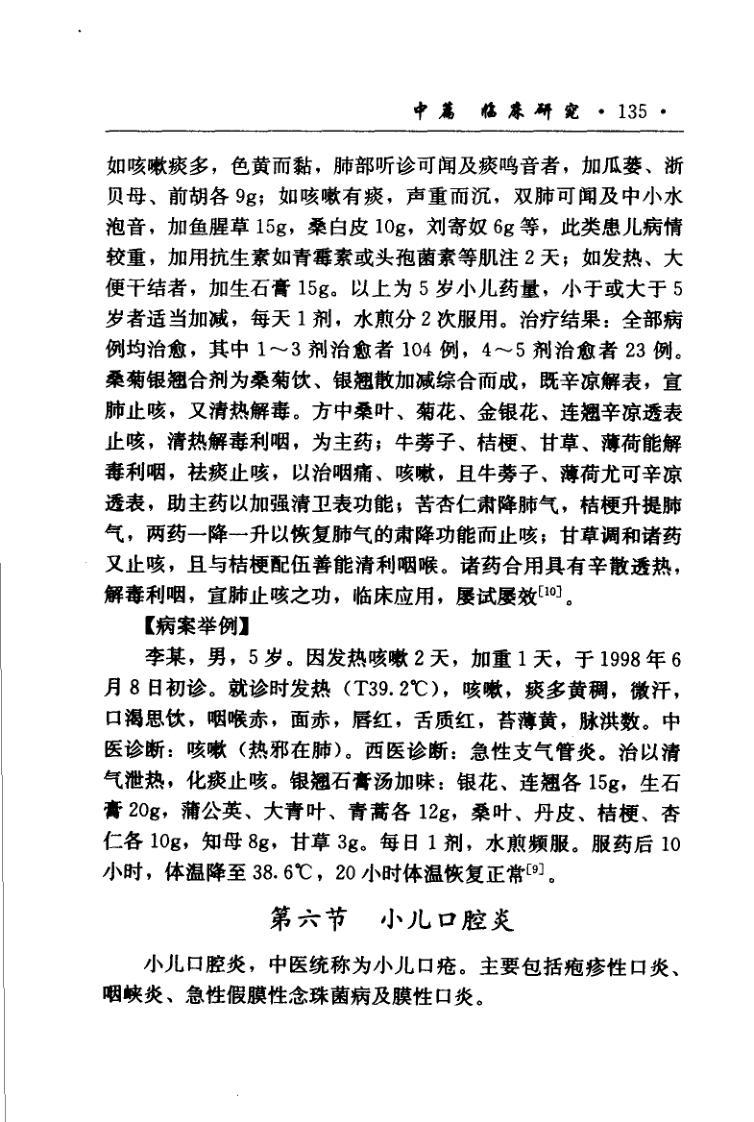 中篇 临床研究 · 135 ·
如咳嗽痰多，色黄而黏，肺部听诊可闻及痰鸣音者，加瓜蒌、浙
贝母、前胡各 9g；如咳嗽有痰，声重而沉，双肺可闻及中小水
泡音，加鱼腥草 15g，桑白皮 10g，刘寄奴 6g 等，此类患儿病情
较重，加用抗生素如青霉素或头孢菌素等肌注 2 天；如发热、大
便干结者，加生石膏 15g。以上为 5 岁小儿药量，小于或大于 5
岁者适当加减，每天 1 剂，水煎分 2 次服用。治疗结果：全部病
例均治愈，其中 1～3 剂治愈者 104 例，4～5 剂治愈者 23 例。
桑菊银翘合剂为桑菊饮、银翘散加减综合而成，既辛凉解表，宣
肺止咳，又清热解毒。方中桑叶、菊花、金银花、连翘辛凉透表
止咳，清热解毒利咽，为主药；牛蒡子、桔梗、甘草、薄荷能解
毒利咽，祛痰止咳，以治咽痛、咳嗽，且牛蒡子、薄荷尤可辛凉
透表，助主药以加强清卫表功能；苦杏仁肃降肺气，桔梗升提肺
气，两药一降一升以恢复肺气的肃降功能而止咳；甘草调和诸药
又止咳，且与桔梗配伍善能清利咽喉。诸药合用具有辛散透热，
解毒利咽，宣肺止咳之功，临床应用，屡试屡效[10]。
【病案举例】
李某，男，5 岁。因发热咳嗽 2 天，加重 1 天，于 1998 年 6
月 8 日初诊。就诊时发热（T39.2℃），咳嗽，痰多黄稠，微汗，
口渴思饮，咽喉赤，面赤，唇红，舌质红，苔薄黄，脉洪数。中
医诊断：咳嗽（热邪在肺）。西医诊断：急性支气管炎。治以清
气泄热，化痰止咳。银翘石膏汤加味：银花、连翘各 15g，生石
膏 20g，蒲公英、大青叶、青蒿各 12g，桑叶、丹皮、桔梗、杏
仁各 10g，知母 8g，甘草 3g。每日 1 剂，水煎频服。服药后 10
小时，体温降至 38.6℃，20 小时体温恢复正常[9]。
第六节 小儿口腔炎
小儿口腔炎，中医统称为小儿口疮。主要包括疱疹性口炎、
咽峡炎、急性假膜性念珠菌病及膜性口炎。